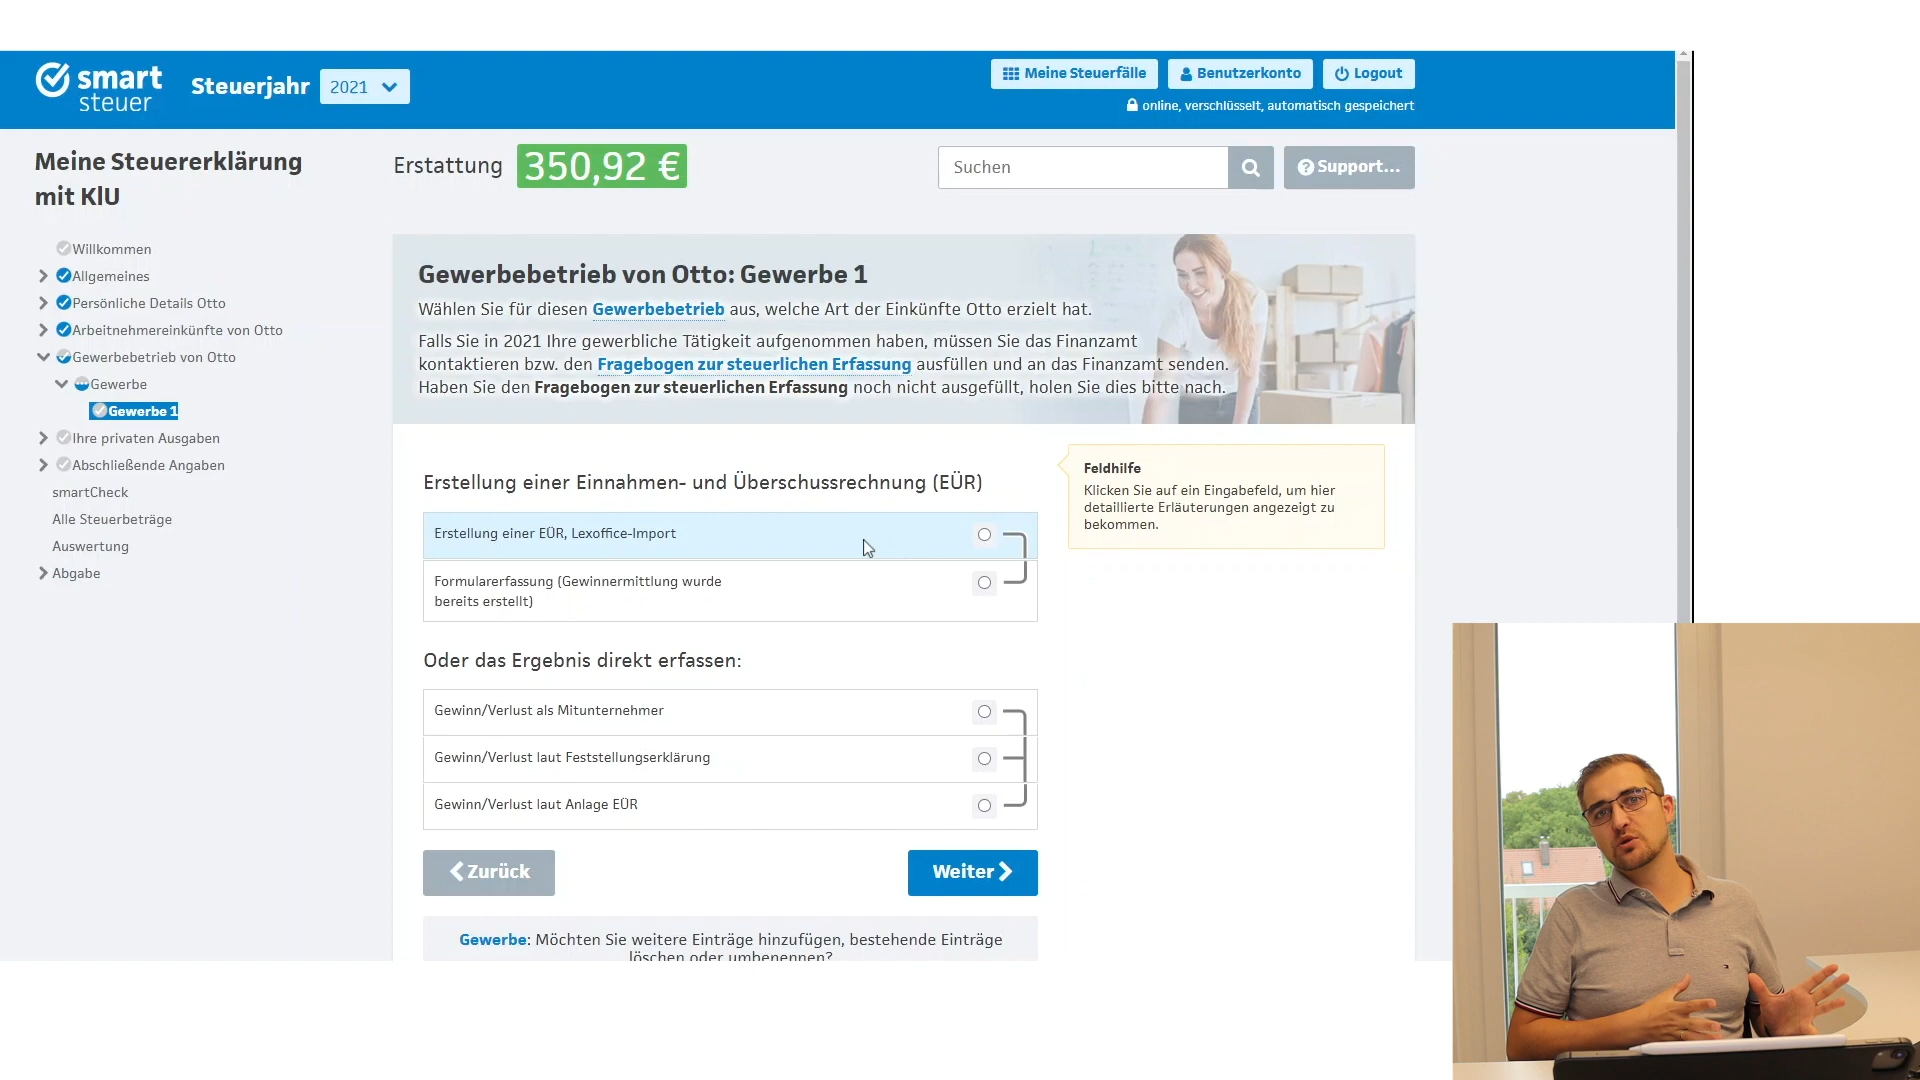 smart
steuer
Steuerjahr
2021
Meine Steuerfälle
Benutzerkonto
Logout
online, verschlüsselt, automatisch gespeichert
Meine Steuererklärung
mit KlU
Willkommen
Allgemeines
Persönliche Details Otto
Arbeitnehmereinkünfte von Otto
Gewerbebetrieb von Otto
Gewerbe
Gewerbe 1
Ihre privaten Ausgaben
Abschließende Angaben
smartCheck
Alle Steuerbeträge
Auswertung
Abgabe
Erstattung
350,92 €
Suchen
Support...
Gewerbebetrieb von Otto: Gewerbe 1
Wählen Sie für diesen Gewerbebetrieb aus, welche Art der Einkünfte Otto erzielt hat.
Falls Sie in 2021 Ihre gewerbliche Tätigkeit aufgenommen haben, müssen Sie das Finanzamt
kontaktieren bzw. den Fragebogen zur steuerlichen Erfassung ausfüllen und an das Finanzamt senden.
Haben Sie den Fragebogen zur steuerlichen Erfassung noch nicht ausgefüllt, holen Sie dies bitte nach.
Erstellung einer Einnahmen- und Überschussrechnung (EÜR)
Erstellung einer EÜR, Lexoffice-Import
Formularerfassung (Gewinnermittlung wurde
bereits erstellt)
Oder das Ergebnis direkt erfassen:
Gewinn/Verlust als Mitunternehmer
Gewinn/Verlust laut Feststellungserklärung
Gewinn/Verlust laut Anlage EÜR
Zurück
Weiter
Gewerbe: Möchten Sie weitere Einträge hinzufügen, bestehende Einträge
löschen oder umbenennen?
Feldhilfe
Klicken Sie auf ein Eingabefeld, um hier
detaillierte Erläuterungen angezeigt zu
bekommen.